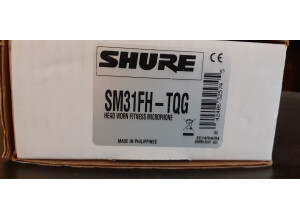 SHURE
CE
SM31FH-TQG
HEAD WORN FITNESS MICROPHONE
MADE IN PHILIPPINES